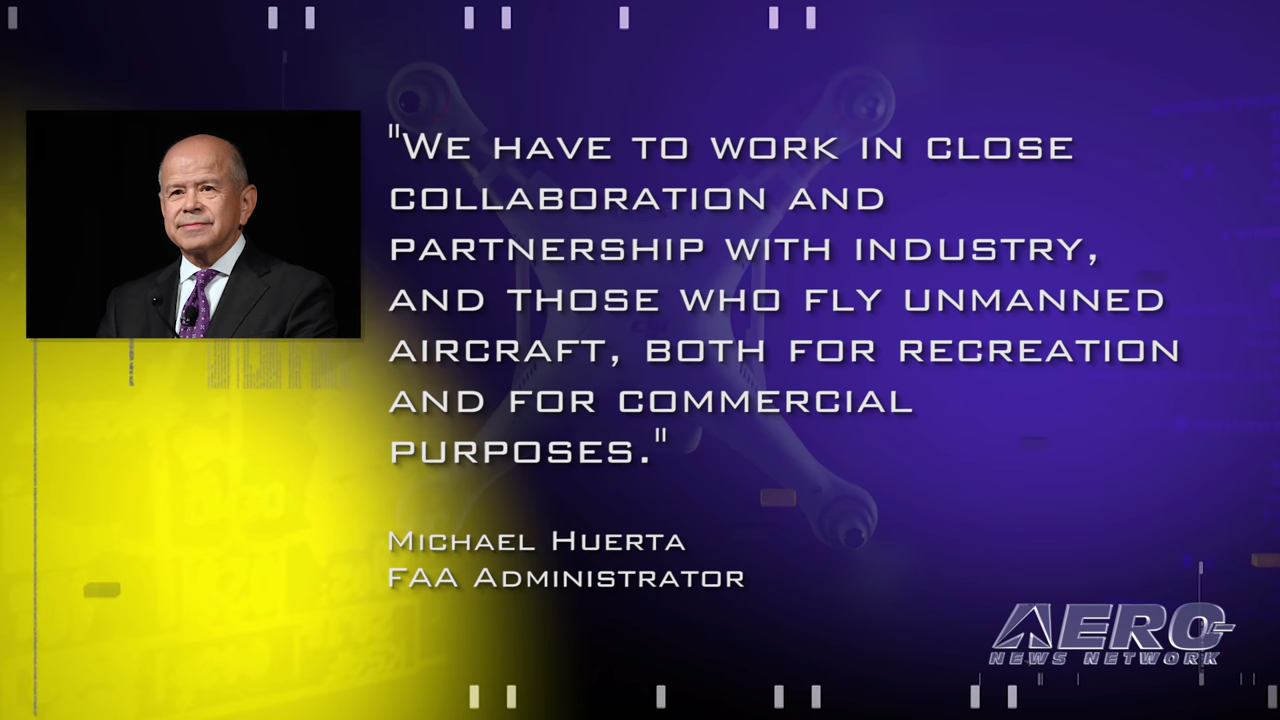 "We have to work in close
collaboration and
partnership with industry,
and those who fly unmanned
aircraft, both for recreation
and for commercial
purposes."
Michael Huerta
FAA Administrator
AERO
NEWS NETWORK